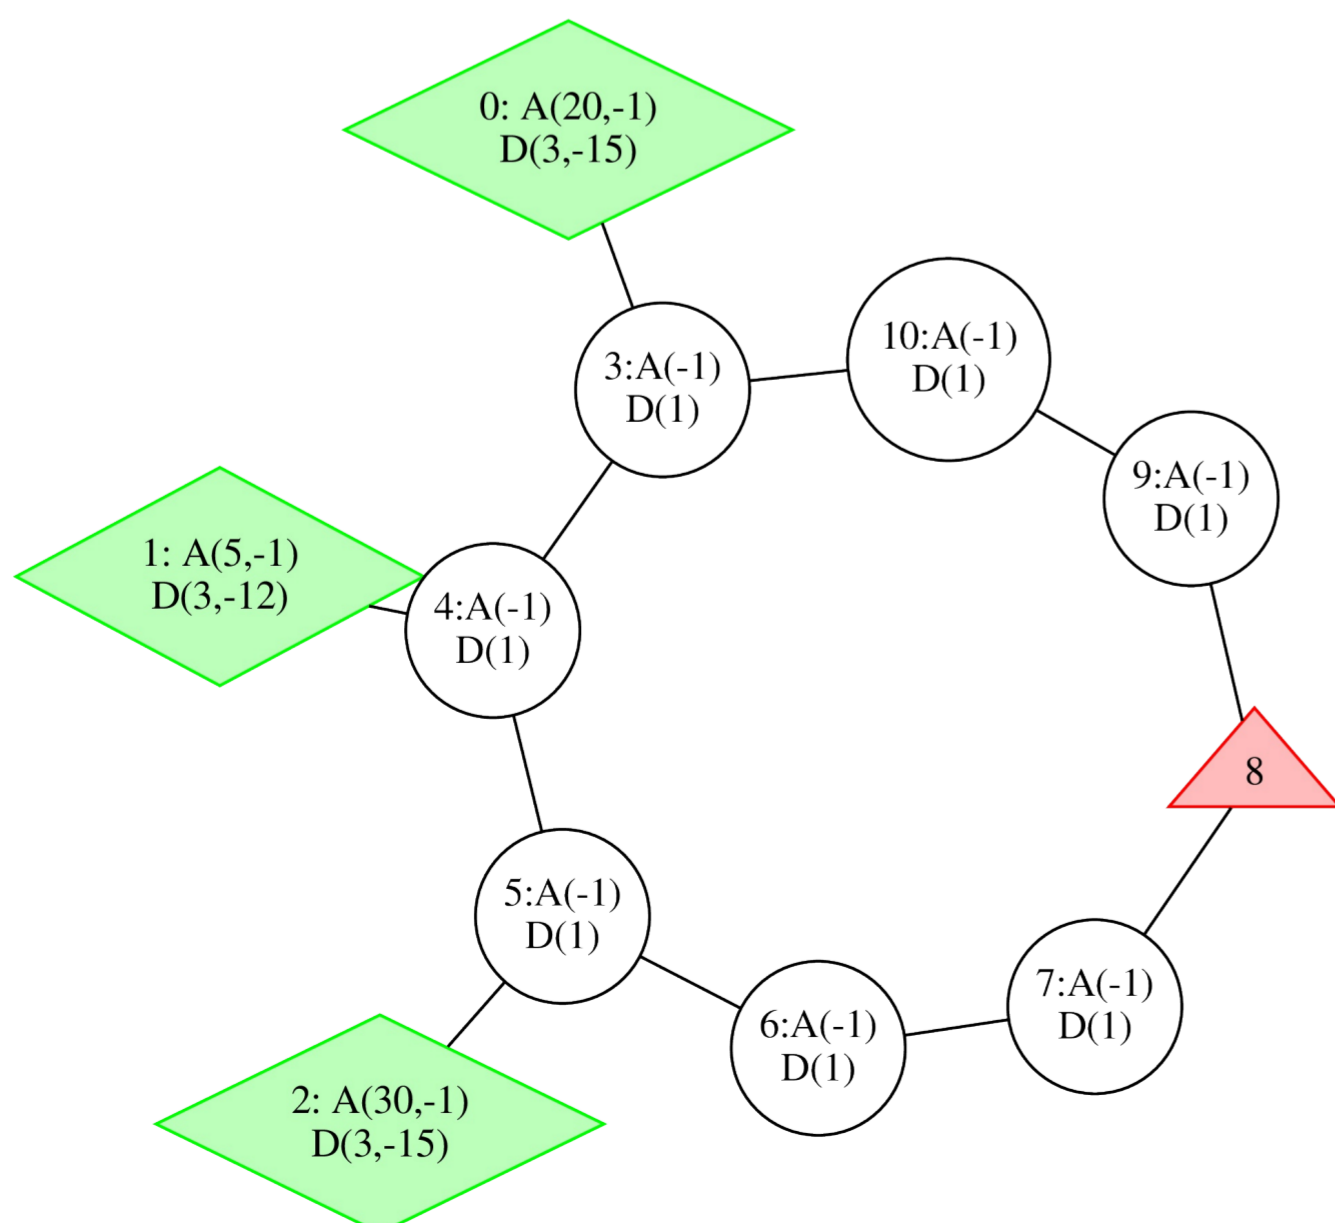 0: A(20,-1)
D(3,-15)
10:A(-1)
D(1)
3:A(-1)
D(1)
9:A(-1)
D(1)
1: A(5,-1)
D(3,-12)
4:A(-1)
D(1)
8
5:A(-1)
D(1)
7:A(-1)
D(1)
6:A(-1)
D(1)
2: A(30,-1)
D(3,-15)